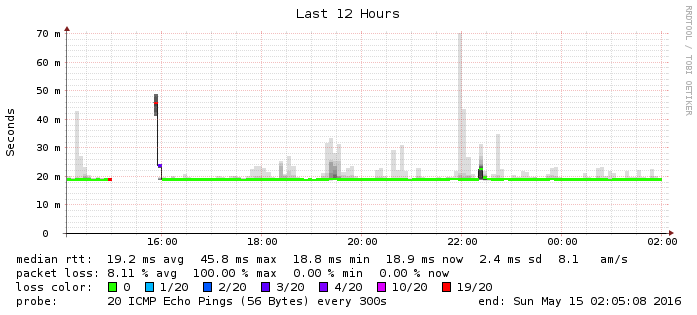 Last 12 Hours
RRDTOOL / TOBI OETIKER
Seconds
70 m
60 m
50 m
40 m
30 m
20 m
10 m
0
16:00 18:00 20:00 22:00 00:00 02:00
median rtt: 19.2 ms avg 45.8 ms max 18.8 ms min 18.9 ms now 2.4 ms sd 8.1 am/s
packet loss: 8.11 % avg 100.00 % max 0.00 % min 0.00 % now
loss color: 0 1/20 2/20 3/20 4/20 10/20 19/20
probe: 20 ICMP Echo Pings (56 Bytes) every 300s end: Sun May 15 02:05:08 2016